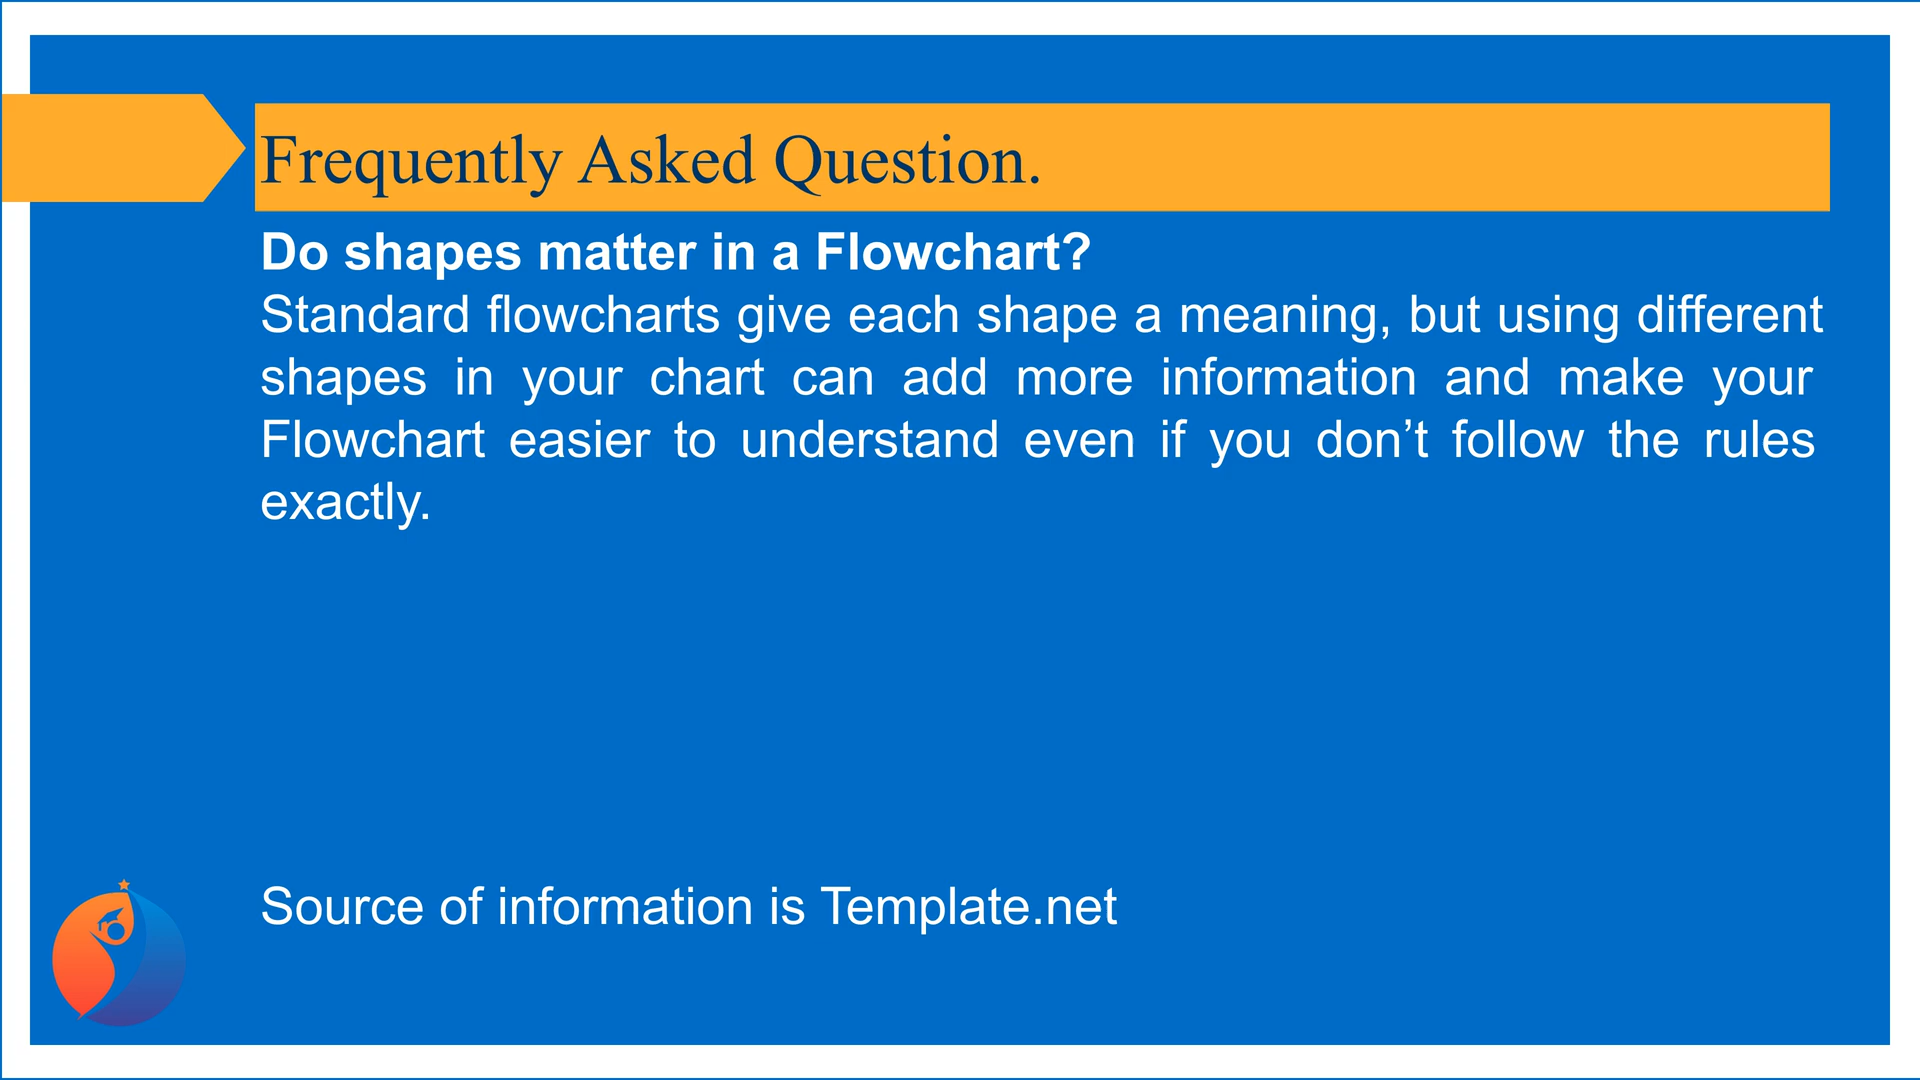 Frequently Asked Question.
Do shapes matter in a Flowchart?
Standard flowcharts give each shape a meaning, but using different
shapes in your chart can add more information and make your
Flowchart easier to understand even if you don’t follow the rules
exactly.
Source of information is Template.net